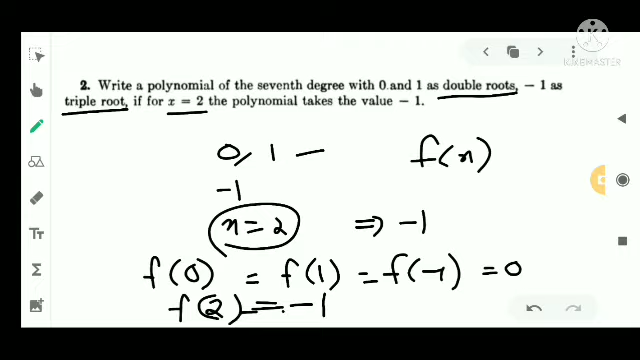 KINEMASTER
2. Write a polynomial of the seventh degree with 0 and 1 as double roots, − 1 as
triple root, if for x = 2 the polynomial takes the value − 1.
0, 1 — f(x)
-1
x = 2 ⇒ -1
f(0) = f(1) = f(-1) = 0
f(2) = -1